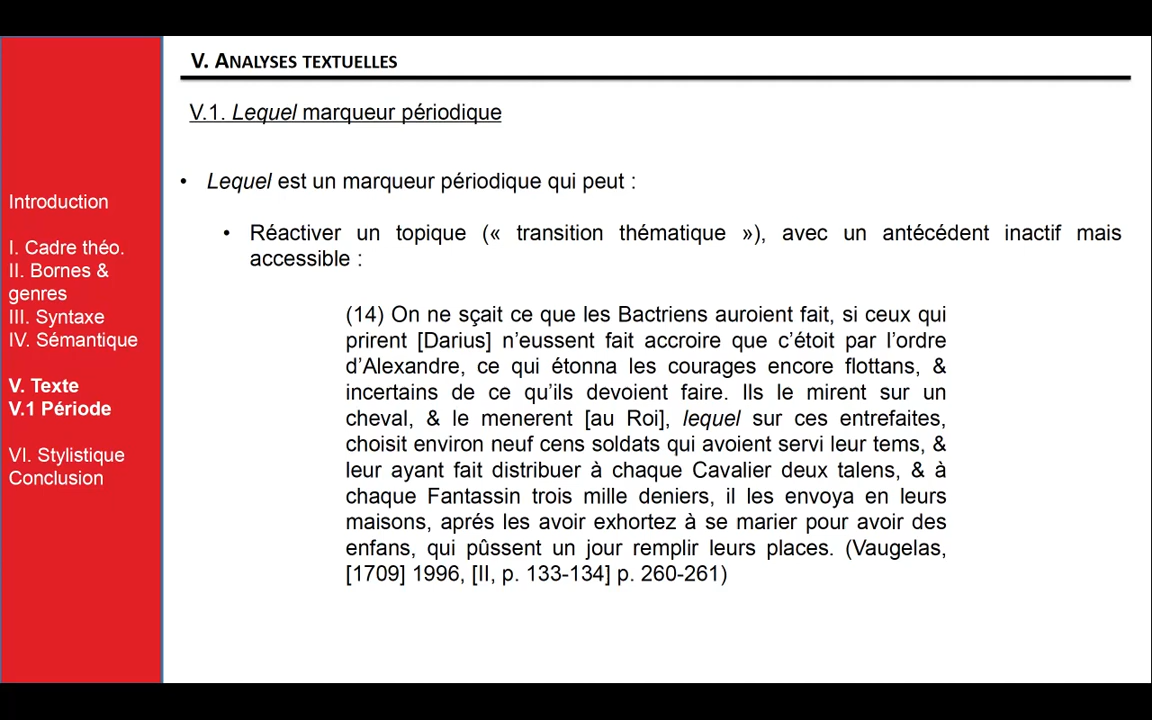 V. ANALYSES TEXTUELLES
V.1. Lequel marqueur périodique
• Lequel est un marqueur périodique qui peut :
• Réactiver un topique (« transition thématique »), avec un antécédent inactif mais
accessible :
(14) On ne sçait ce que les Bactriens auroient fait, si ceux qui
prirent [Darius] n’eussent fait accroire que c’étoit par l’ordre
d’Alexandre, ce qui étonna les courages encore flottans, &
incertains de ce qu’ils devoient faire. Ils le mirent sur un
cheval, & le menerent [au Roi], lequel sur ces entrefaites,
choisit environ neuf cens soldats qui avoient servi leur tems, &
leur ayant fait distribuer à chaque Cavalier deux talens, & à
chaque Fantassin trois mille deniers, il les envoya en leurs
maisons, aprés les avoir exhortez à se marier pour avoir des
enfans, qui pûssent un jour remplir leurs places. (Vaugelas,
[1709] 1996, [II, p. 133-134] p. 260-261)
Introduction
I. Cadre théo.
II. Bornes &
genres
III. Syntaxe
IV. Sémantique
V. Texte
V.1 Période
VI. Stylistique
Conclusion